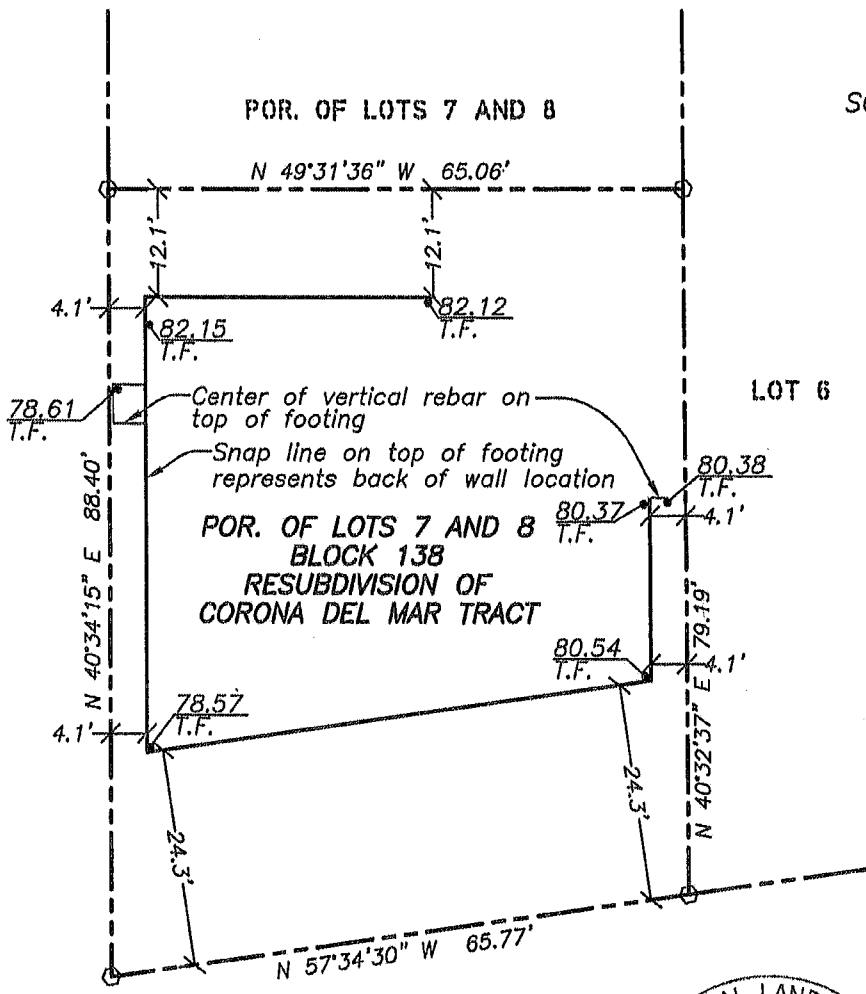 POR. OF LOTS 7 AND 8
N 49°31'36" W 65.06'
12.1'
12.1'
4.1'
82.15
T.F.
82.12
T.F.
LOT 6
78.61
T.F.
Center of vertical rebar on
top of footing
Snap line on top of footing
represents back of wall location
80.38
T.F.
80.37
T.F.
4.1'
POR. OF LOTS 7 AND 8
BLOCK 138
RESUBDIVISION OF
CORONA DEL MAR TRACT
N 40°34'15" E 88.40'
N 40°32'37" E 79.19'
80.54
T.F.
4.1'
78.57
T.F.
4.1'
24.3'
24.3'
N 57°34'30" W 65.77'
LAND